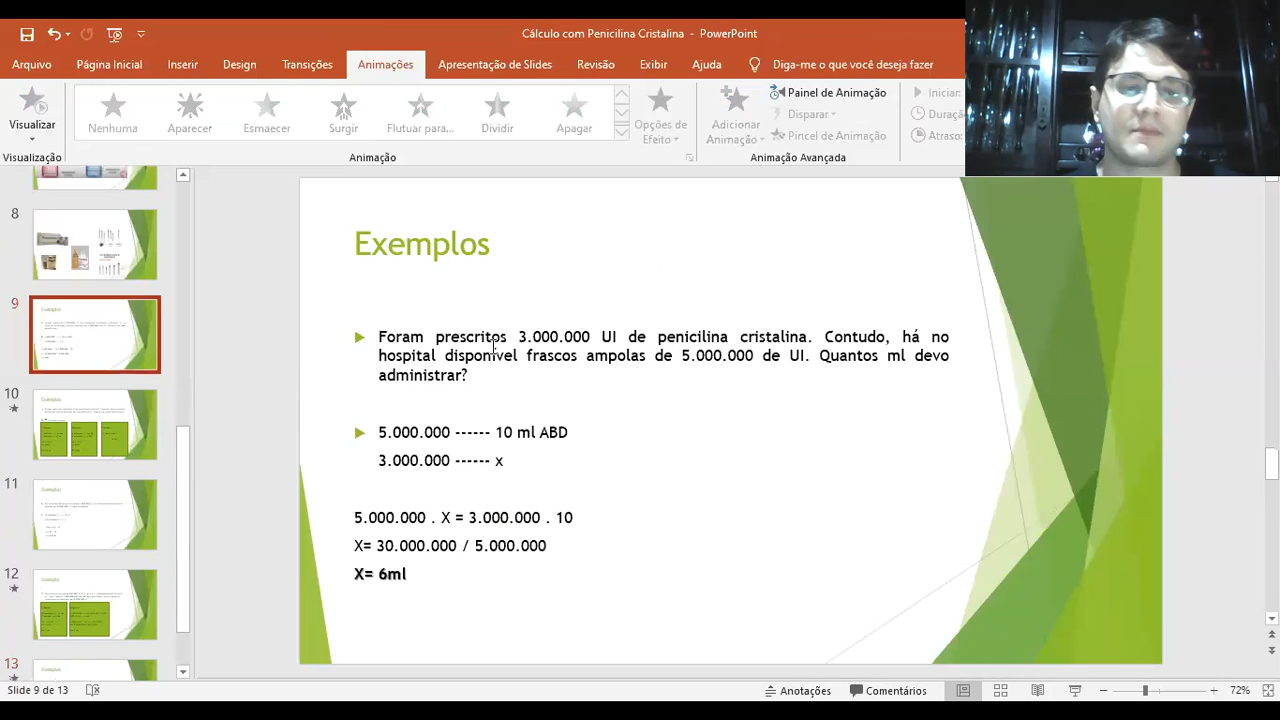 Cálculo com Penicilina Cristalina - PowerPoint
Arquivo Página Inicial Inserir Design Transições Animações Apresentação de Slides Revisão Exibir Ajuda Diga-me o que você deseja fazer
Visualizar
Nenhuma Aparecer Esmaecer Surgir Flutuar para... Dividir Apagar
Opções de Efeito
Adicionar Animação
Painel de Animação
Disparar
Pincel de Animação
Iniciar:
Duração
Atraso:
Visualização Animação Animação Avançada
8
9
10
11
12
13
Exemplos
Foram prescritos 3.000.000 UI de penicilina cristalina. Contudo, há no
hospital disponível frascos ampolas de 5.000.000 de UI. Quantos ml devo
administrar?
5.000.000 ------ 10 ml ABD
3.000.000 ------ x
5.000.000 . X = 3.000.000 . 10
X= 30.000.000 / 5.000.000
X= 6ml
Slide 9 de 13 Anotações Comentários 72%